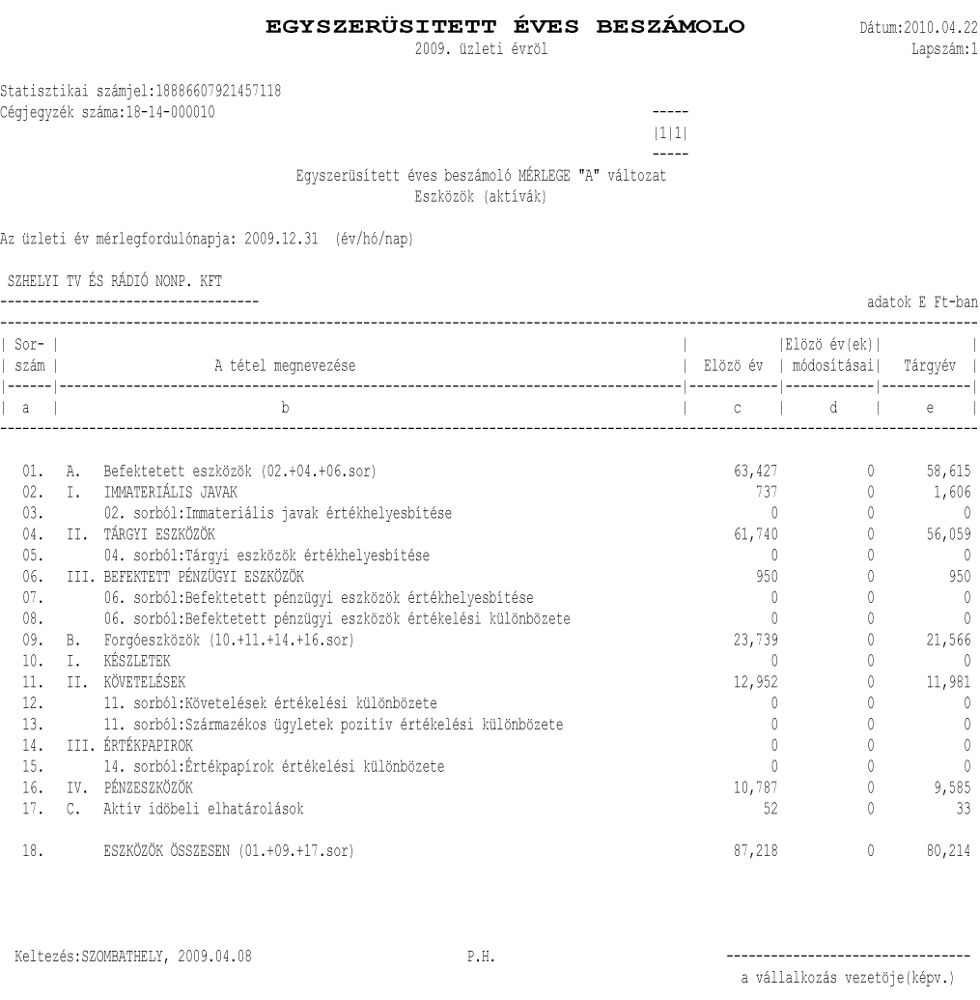 EGYSZERÜSITETT ÉVES BESZÁMOLO Dátum:2010.04.22
2009. üzleti évröl Lapszám:1
Statisztikai számjel:18886607921457118
Cégjegyzék száma:18-14-000010 -----
|1|1|
-----
Egyszerüsített éves beszámoló MÉRLEGE "A" változat
Eszközök (aktívák)
Az üzleti év mérlegfordulónapja: 2009.12.31 (év/hó/nap)
SZHELYI TV ÉS RÁDIÓ NONP. KFT
adatok E Ft-ban
| Sor- | | |Elözö év(ek)| |
| szám | A tétel megnevezése | Elözö év | módosításai| Tárgyév |
| a | b | c | d | e |
01. A. Befektetett eszközök (02.+04.+06.sor) 63,427 0 58,615
02. I. IMMATERIÁLIS JAVAK 737 0 1,606
03. 02. sorból:Immateriális javak értékhelyesbítése 0 0 0
04. II. TÁRGYI ESZKÖZÖK 61,740 0 56,059
05. 04. sorból:Tárgyi eszközök értékhelyesbítése 0 0 0
06. III. BEFEKTETT PÉNZÜGYI ESZKÖZÖK 950 0 950
07. 06. sorból:Befektetett pénzügyi eszközök értékhelyesbítése 0 0 0
08. 06. sorból:Befektetett pénzügyi eszközök értékelési különbözete 0 0 0
09. B. Forgóeszközök (10.+11.+14.+16.sor) 23,739 0 21,566
10. I. KÉSZLETEK 0 0 0
11. II. KÖVETELÉSEK 12,952 0 11,981
12. 11. sorból:Követelések értékelési különbözete 0 0 0
13. 11. sorból:Származékos ügyletek pozitív értékelési különbözete 0 0 0
14. III. ÉRTÉKPAPIROK 0 0 0
15. 14. sorból:Értékpapírok értékelési különbözete 0 0 0
16. IV. PÉNZESZKÖZÖK 10,787 0 9,585
17. C. Aktív idöbeli elhatárolások 52 0 33
18. ESZKÖZÖK ÖSSZESEN (01.+09.+17.sor) 87,218 0 80,214
Keltezés:SZOMBATHELY, 2009.04.08 P.H. ---------------------------------
a vállalkozás vezetöje(képv.)